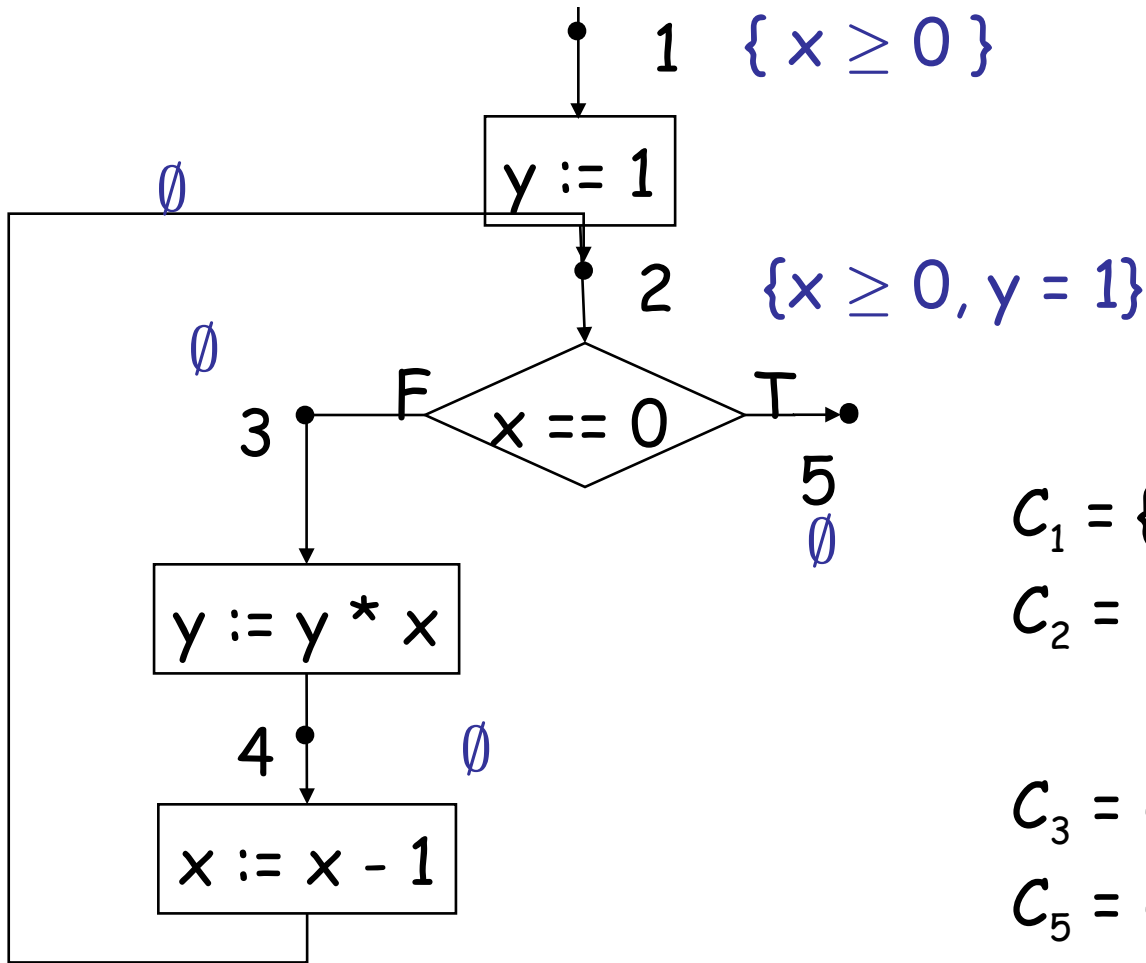 1 { x ≥ 0 }
y := 1
∅
2 {x ≥ 0, y = 1}
∅
F
T
x == 0
3
5
∅
C₁ = {
C₂ =
y := y * x
4
∅
C₃ =
x := x - 1
C₅ =